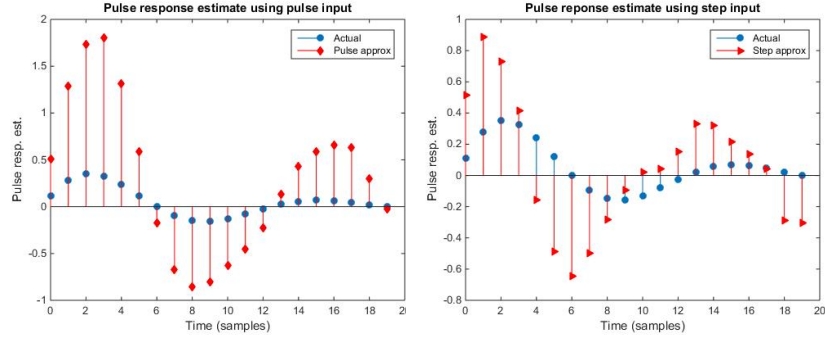 Pulse response estimate using pulse input
2
1.5
1
0.5
0
-0.5
-1
Pulse resp. est.
Actual
Pulse approx
0 2 4 6 8 10 12 14 16 18 20
Time (samples)
Pulse reponse estimate using step input
1
0.8
0.6
0.4
0.2
0
-0.2
-0.4
-0.6
-0.8
Pulse resp. est.
Actual
Step approx
0 2 4 6 8 10 12 14 16 18 20
Time (samples)